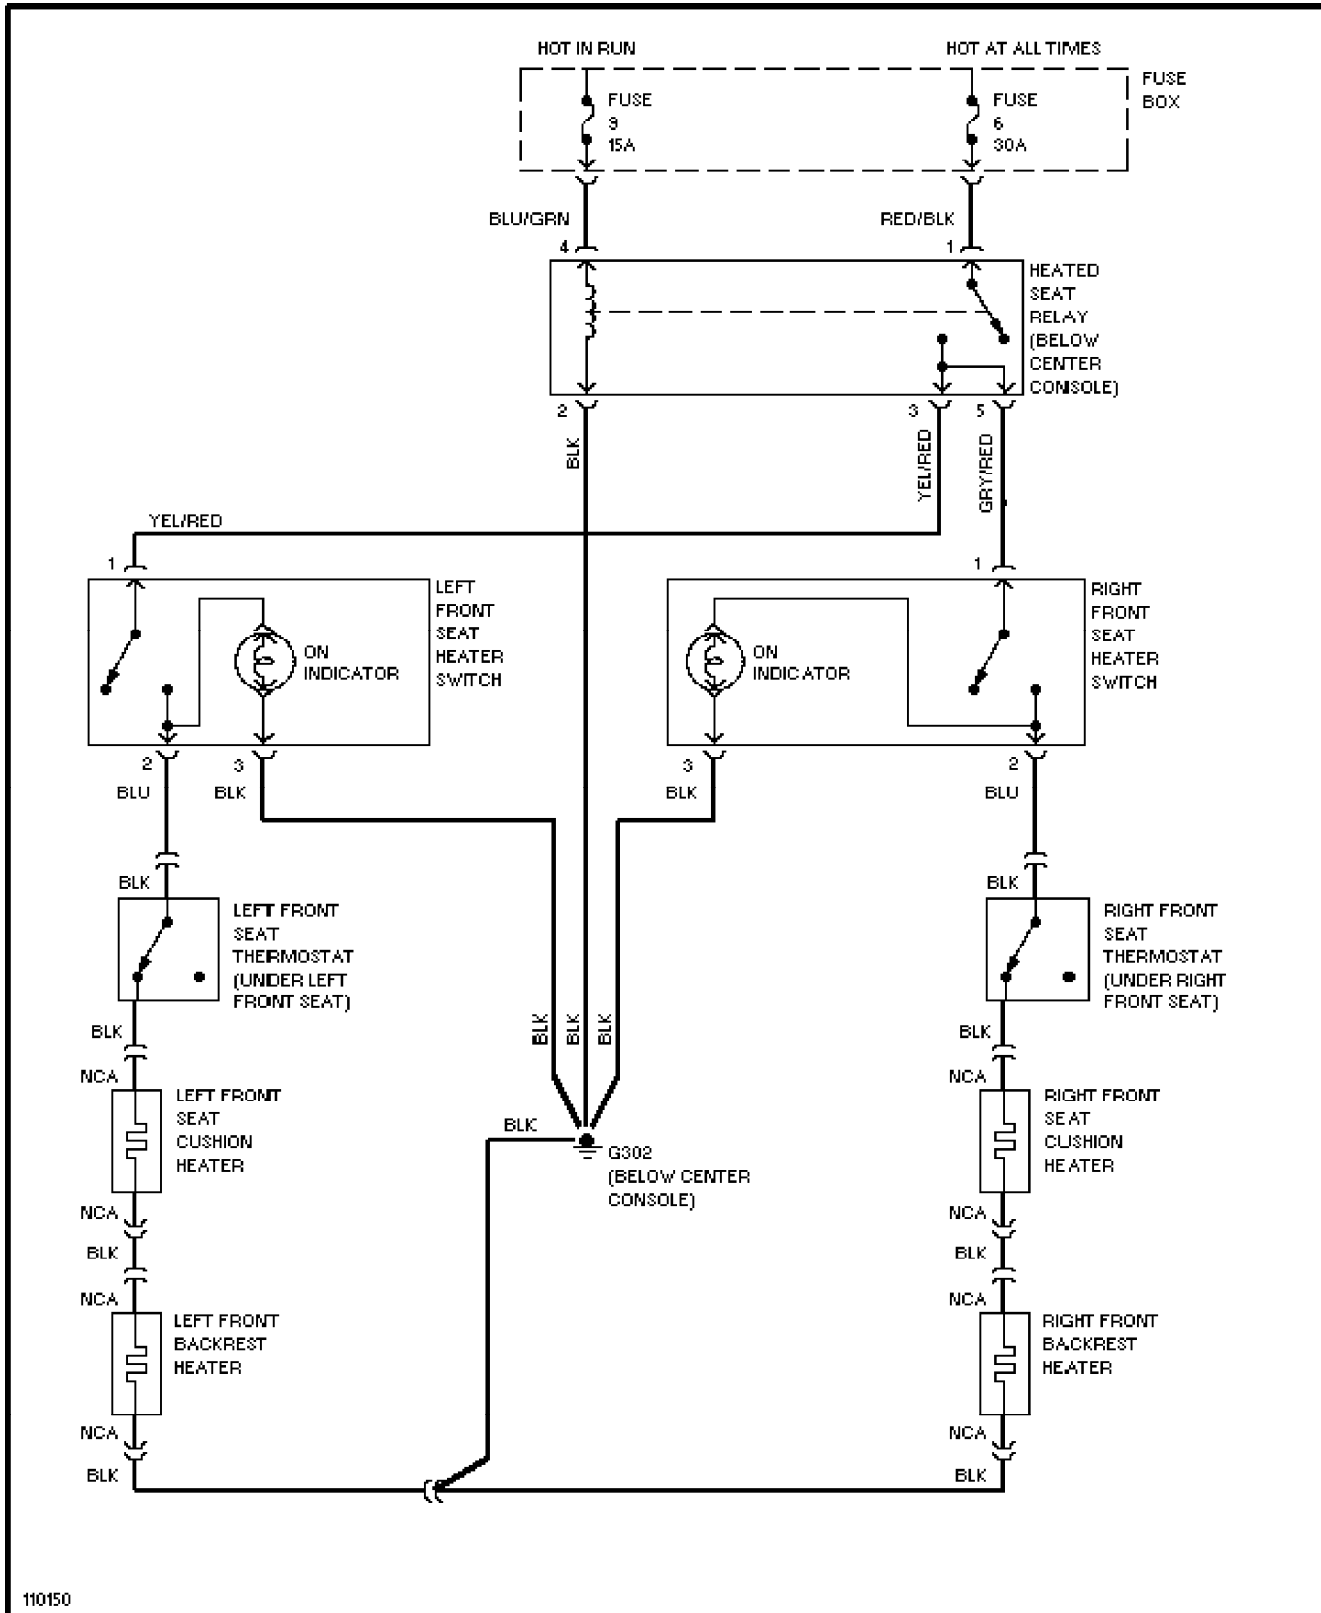 HOT IN RUN
HOT AT ALL TIMES
FUSE
9
15A
FUSE
6
30A
FUSE
BOX
BLU/GRN
RED/BLK
4
1
HEATED
SEAT
RELAY
(BELOW
CENTER
CONSOLE)
2
3
5
BLK
YEL/RED
GRY/RED
YEL/RED
1
1
LEFT
FRONT
SEAT
HEATER
SWITCH
ON
INDICATOR
ON
INDICATOR
RIGHT
FRONT
SEAT
HEATER
SWITCH
2
3
3
2
BLU
BLK
BLK
BLU
BLK
BLK
LEFT FRONT
SEAT
THERMOSTAT
(UNDER LEFT
FRONT SEAT)
RIGHT FRONT
SEAT
THERMOSTAT
(UNDER RIGHT
FRONT SEAT)
BLK
BLK
BLK
BLK
BLK
NCA
NCA
LEFT FRONT
SEAT
CUSHION
HEATER
RIGHT FRONT
SEAT
CUSHION
HEATER
BLK
G302
(BELOW CENTER
CONSOLE)
NCA
NCA
BLK
BLK
NCA
NCA
LEFT FRONT
BACKREST
HEATER
RIGHT FRONT
BACKREST
HEATER
NCA
NCA
BLK
BLK
110150